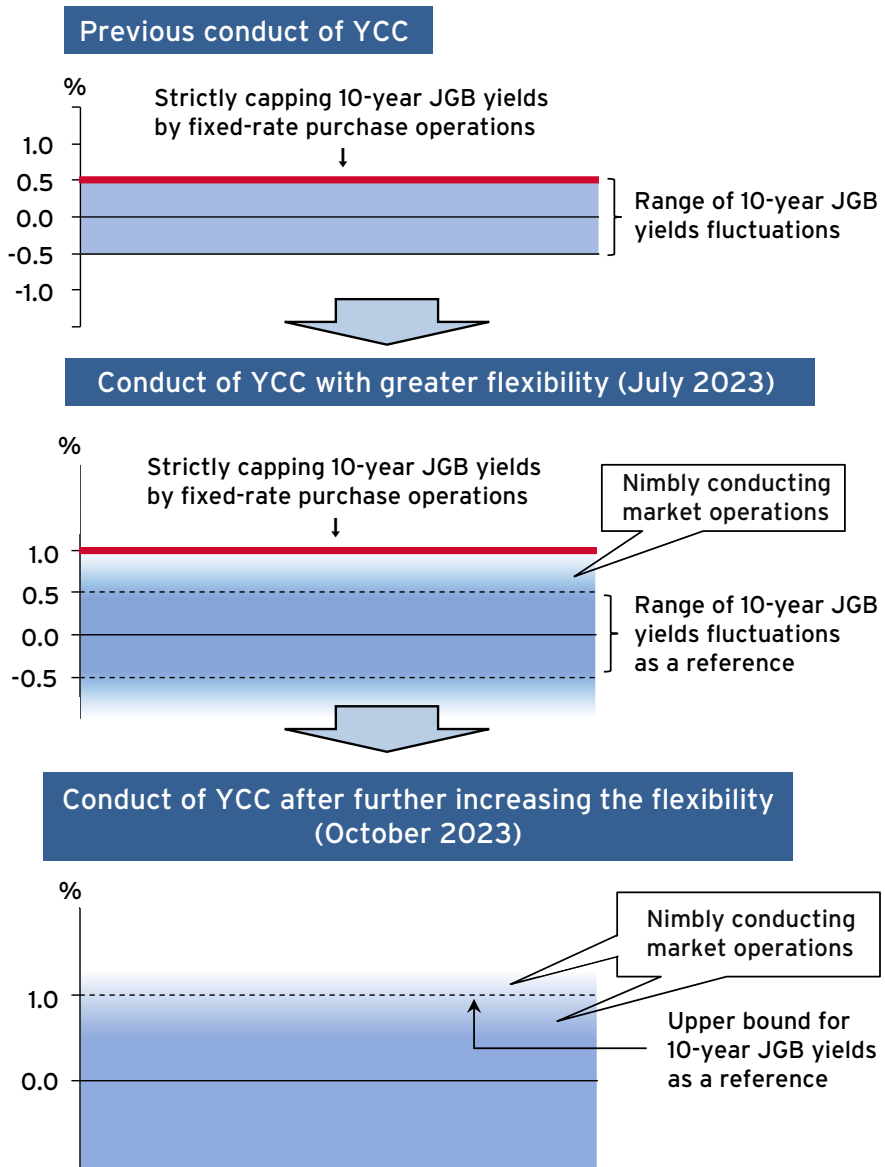 Previous conduct of YCC
%
Strictly capping 10-year JGB yields
by fixed-rate purchase operations
1.0
0.5
0.0
-0.5
-1.0
Range of 10-year JGB
yields fluctuations
Conduct of YCC with greater flexibility (July 2023)
%
Strictly capping 10-year JGB yields
by fixed-rate purchase operations
Nimbly conducting
market operations
1.0
0.5
0.0
-0.5
Range of 10-year JGB
yields fluctuations
as a reference
Conduct of YCC after further increasing the flexibility
(October 2023)
%
Nimbly conducting
market operations
1.0
0.0
Upper bound for
10-year JGB yields
as a reference